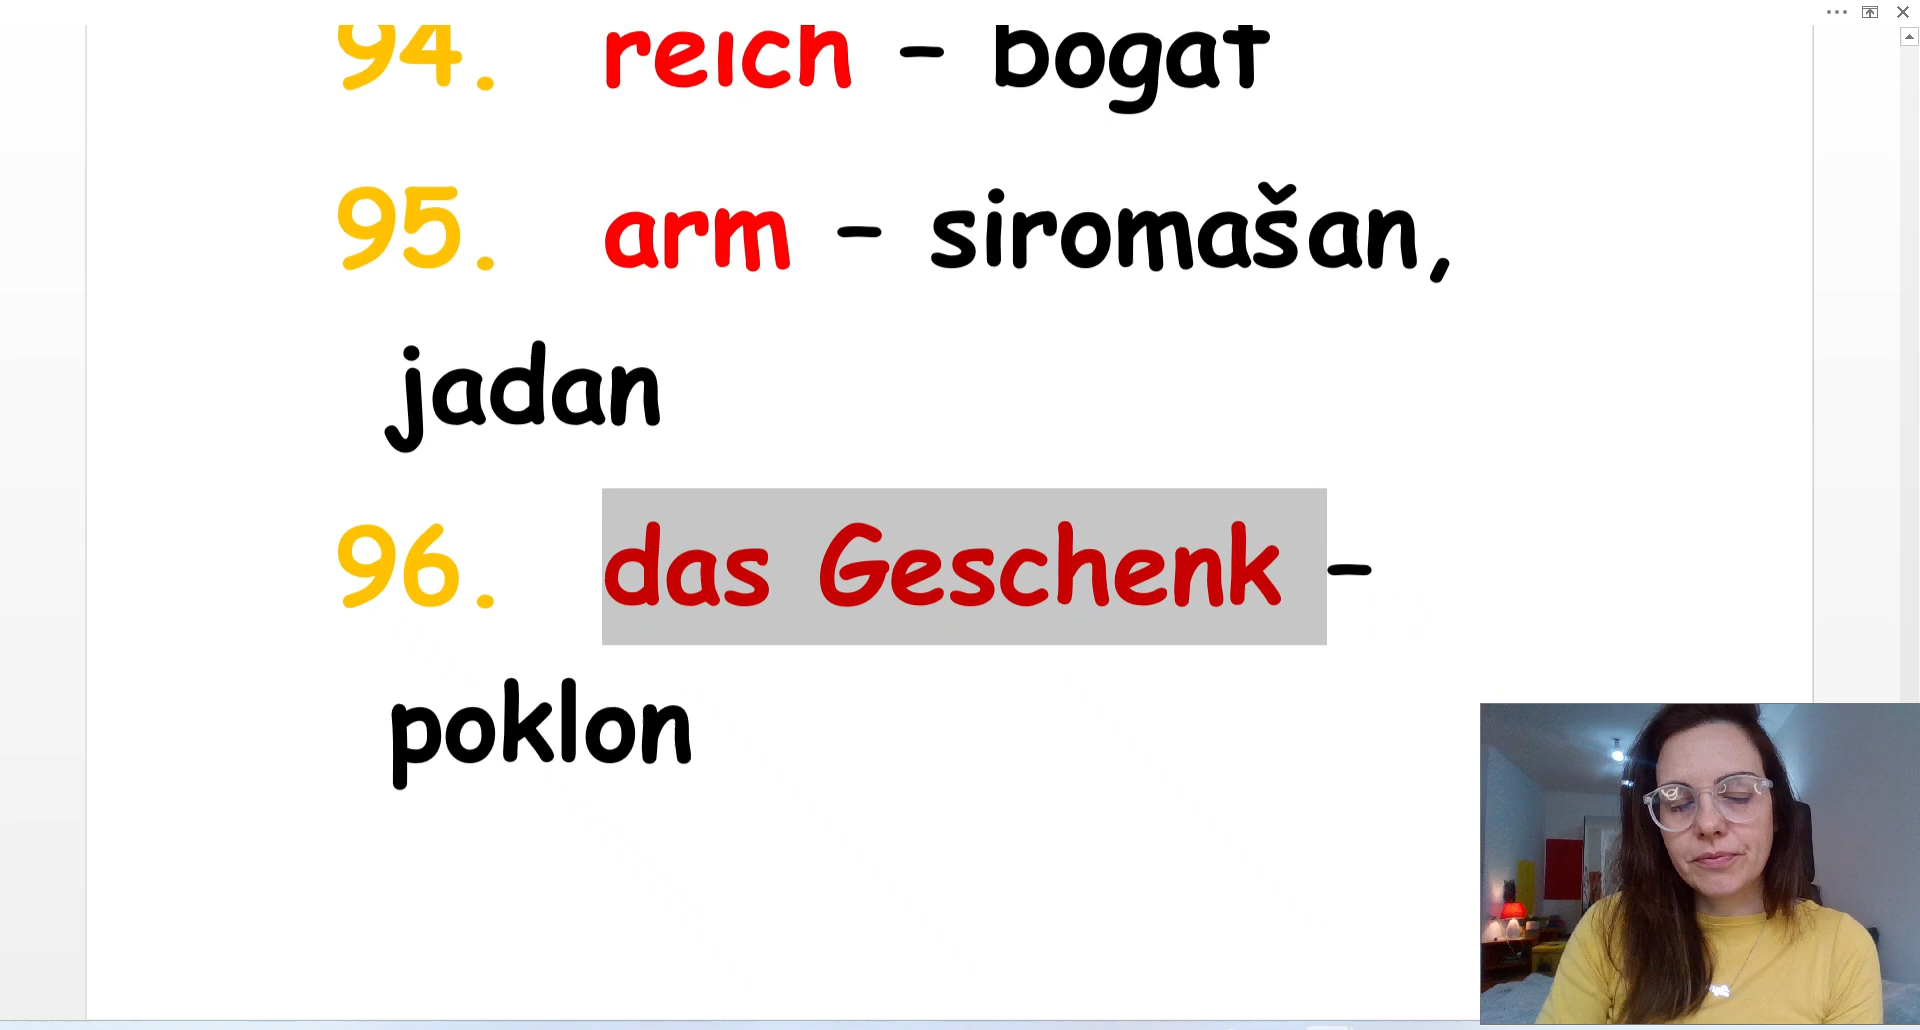 94. reich – bogat
95. arm – siromašan,
jadan
96. das Geschenk –
poklon